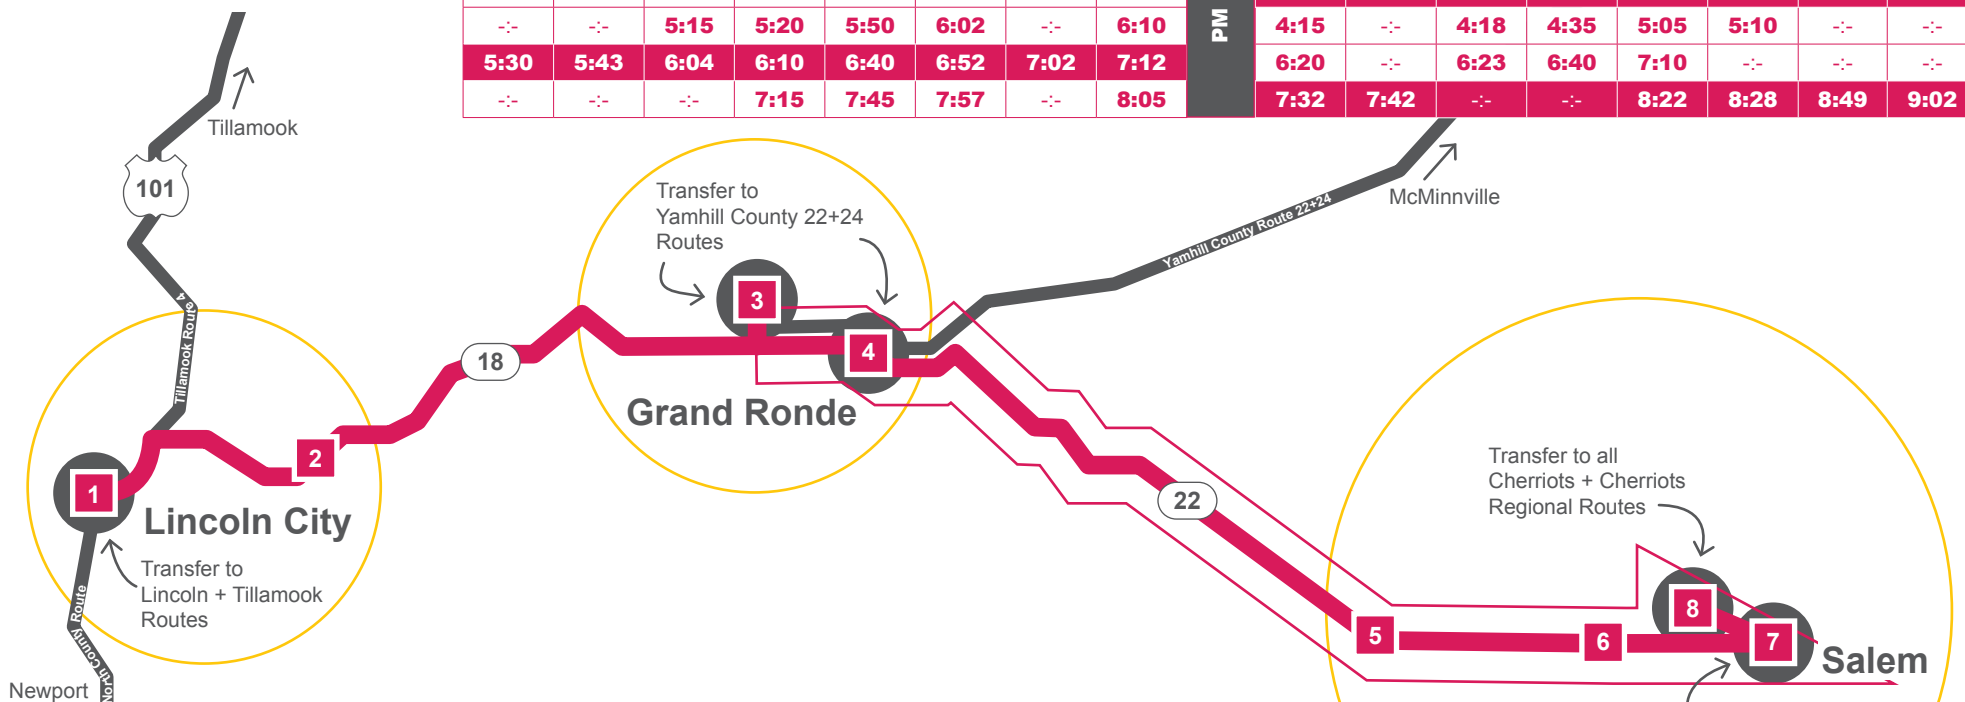 -:- -:- 5:15 5:20 5:50 6:02 -:- 6:10 PM 4:15 -:- 4:18 4:35 5:05 5:10 -:- -:-
5:30 5:43 6:04 6:10 6:40 6:52 7:02 7:12 6:20 -:- 6:23 6:40 7:10 -:- -:- -:-
-:- -:- -:- 7:15 7:45 7:57 -:- 8:05 7:32 7:42 -:- -:- 8:22 8:28 8:49 9:02
Tillamook
101
Transfer to
Yamhill County 22+24
Routes
McMinnville
Yamhill County Route 22+24
Tillamook Route 4
3
4
18
Grand Ronde
2
1
Lincoln City
Transfer to
Lincoln + Tillamook
Routes
North County Route
Newport
22
Transfer to all
Cherriots + Cherriots
Regional Routes
8
5
6
7
Salem